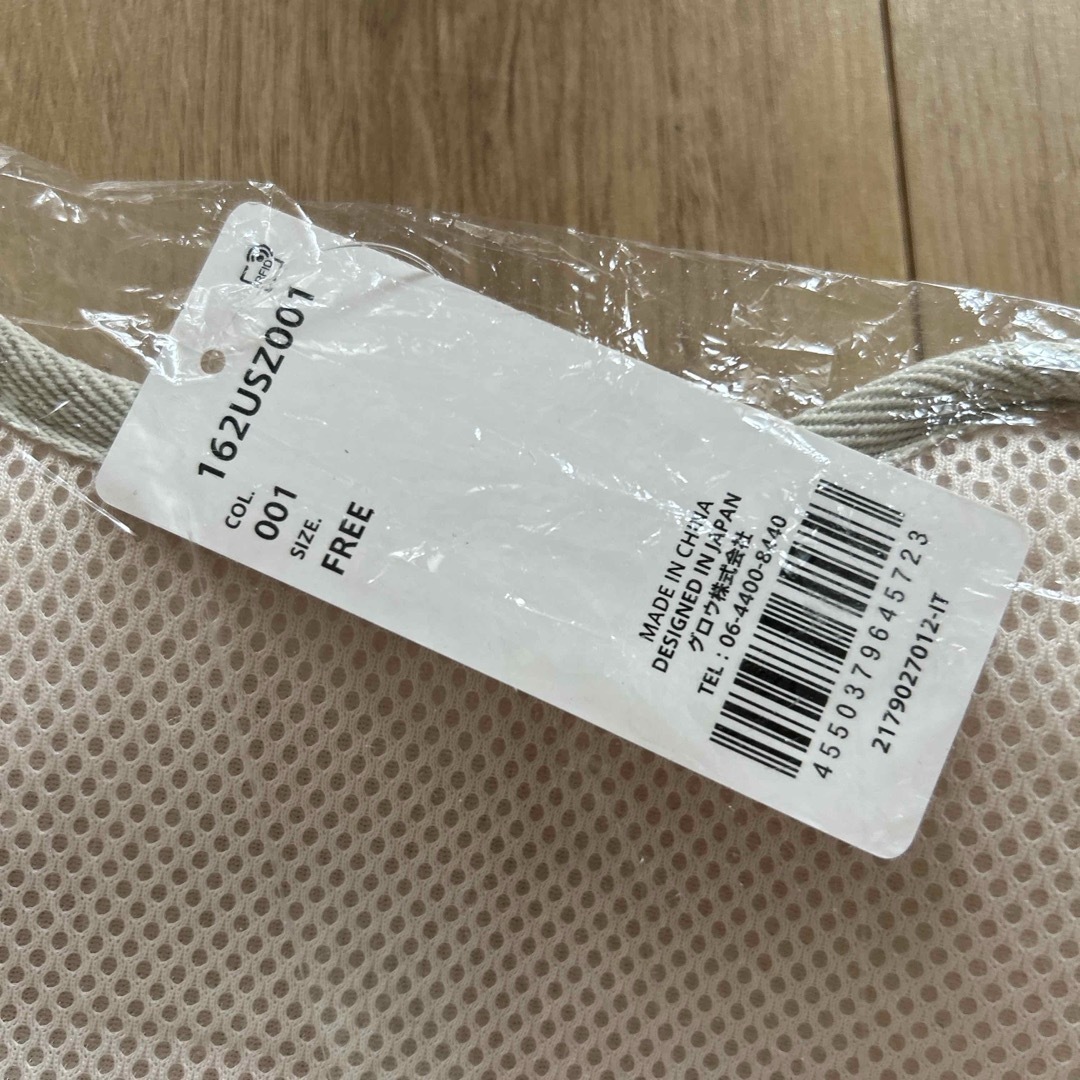 RFID
162USZ001
COL.
001
SIZE.
FREE
MADE IN CHINA
DESIGNED IN JAPAN
グロウ株式会社
TEL : 06-4400-8440
4550379645723
2179027012-IT